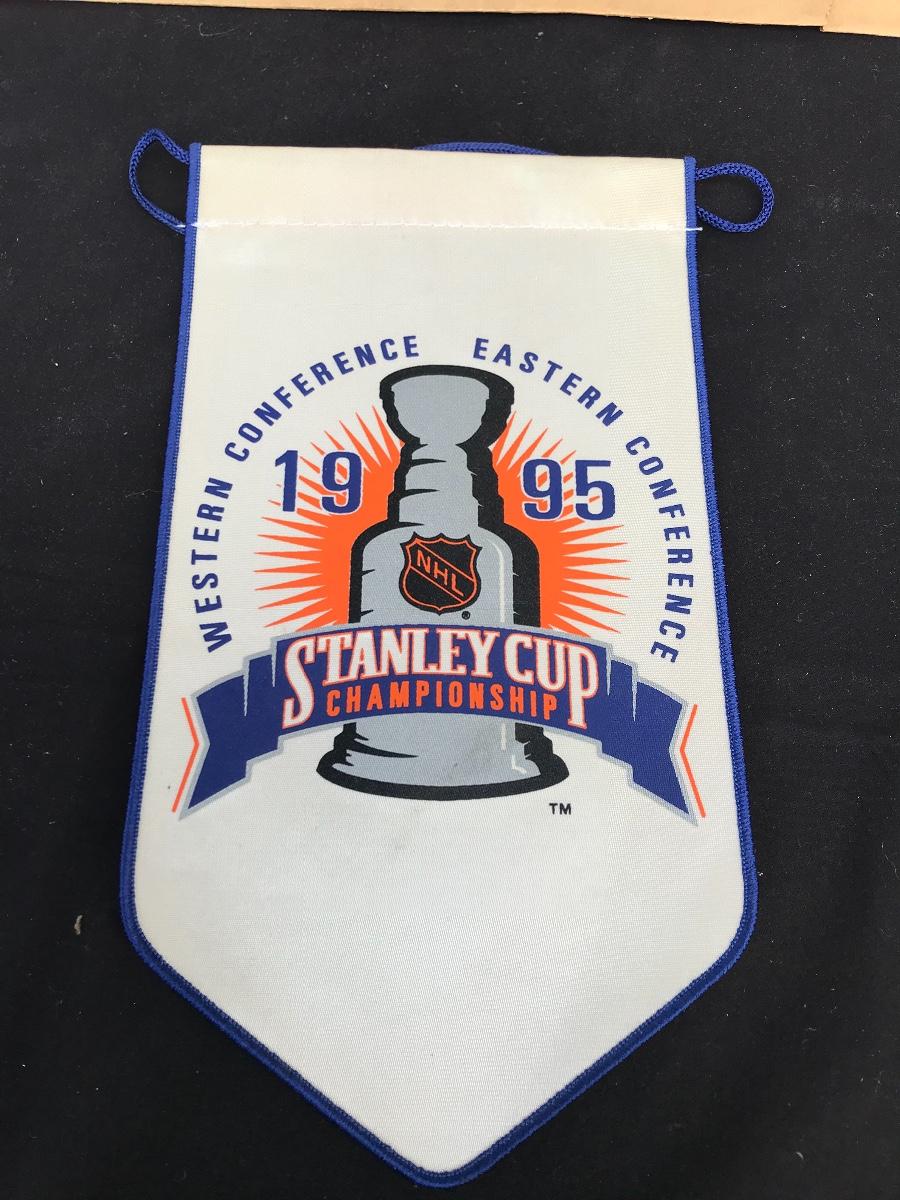 WESTERN CONFERENCE EASTERN CONFERENCE
19 95
NHL
®
STANLEY CUP
CHAMPIONSHIP
TM